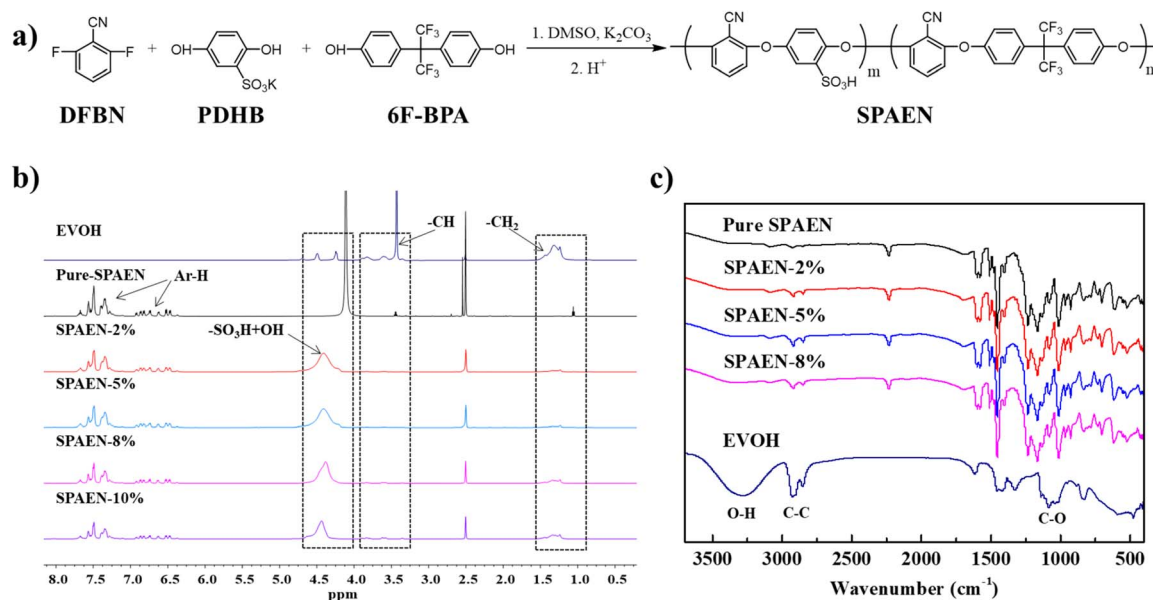 a)
CN
F
F
+
OH
OH
SO₃K
+
OH
CF₃
CF₃
OH
1. DMSO, K₂CO₃
2. H⁺
CN
O
O
SO₃H
m
CN
O
CF₃
CF₃
O
n
DFBN
PDHB
6F-BPA
SPAEN
b)
EVOH
-CH
-CH₂
Pure-SPAEN
Ar-H
SPAEN-2%
-SO₃H+OH
SPAEN-5%
SPAEN-8%
SPAEN-10%
8.0 7.5 7.0 6.5 6.0 5.5 5.0 4.5 4.0 3.5 3.0 2.5 2.0 1.5 1.0 0.5
ppm
c)
Pure SPAEN
SPAEN-2%
SPAEN-5%
SPAEN-8%
EVOH
O-H
C-C
C-O
3500 3000 2500 2000 1500 1000 500
Wavenumber (cm⁻¹)